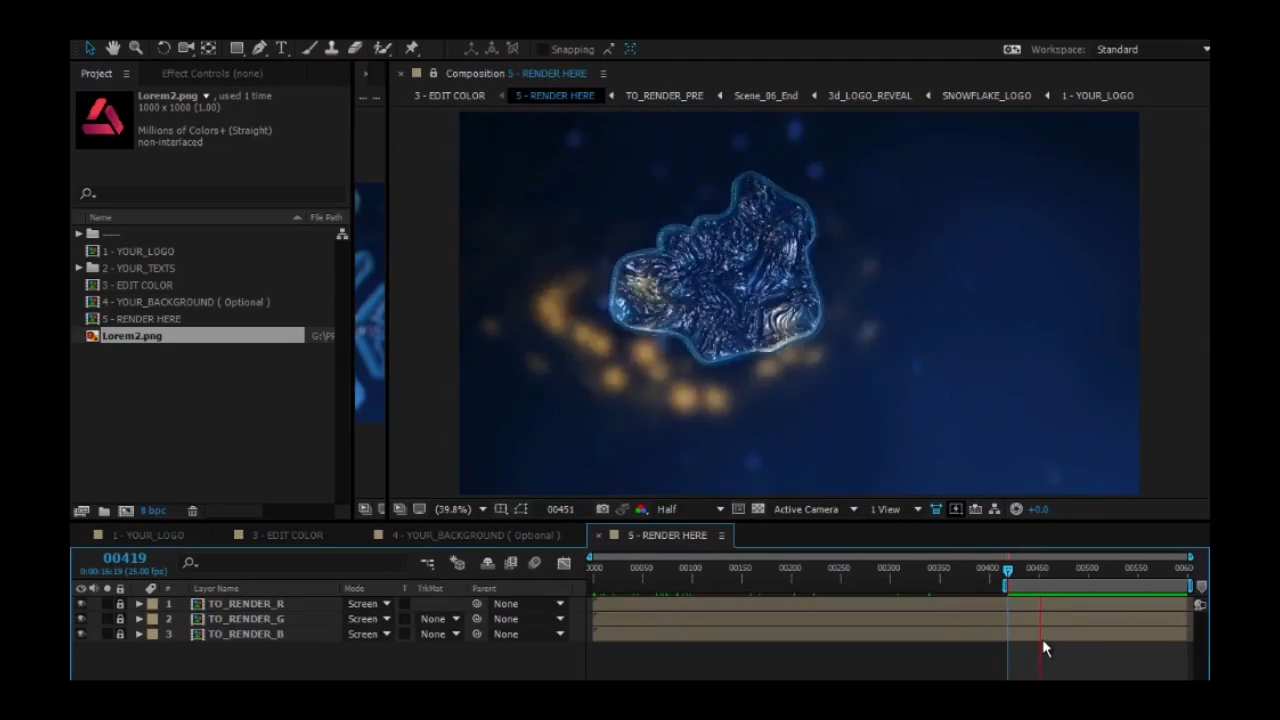 Snapping
Workspace: Standard
Project
Effect Controls (none)
Composition 5 - RENDER HERE
Lorem2.png ▼ , used 1 time
1000 x 1000 (1.00)
Millions of Colors+ (Straight)
non-interlaced
3 - EDIT COLOR
5 - RENDER HERE
TO_RENDER_PRE
Scene_06_End
3d_LOGO_REVEAL
SNOWFLAKE_LOGO
1 - YOUR_LOGO
Name
File Path
------
1 - YOUR_LOGO
2 - YOUR_TEXTS
3 - EDIT COLOR
4 - YOUR_BACKGROUND ( Optional )
5 - RENDER HERE
Lorem2.png
G:\PF
8 bpc
(39.8%)
00451
Half
Active Camera
1 View
+0.0
1 - YOUR_LOGO
3 - EDIT COLOR
4 - YOUR_BACKGROUND ( Optional )
5 - RENDER HERE
00419
0:00:16:19 (25.00 fps)
0000 00050 00100 00150 00200 00250 00300 00350 00400 00450 00500 00550 0060
# Layer Name Mode T TrkMat Parent
1 TO_RENDER_R Screen None
2 TO_RENDER_G Screen None None
3 TO_RENDER_B Screen None None